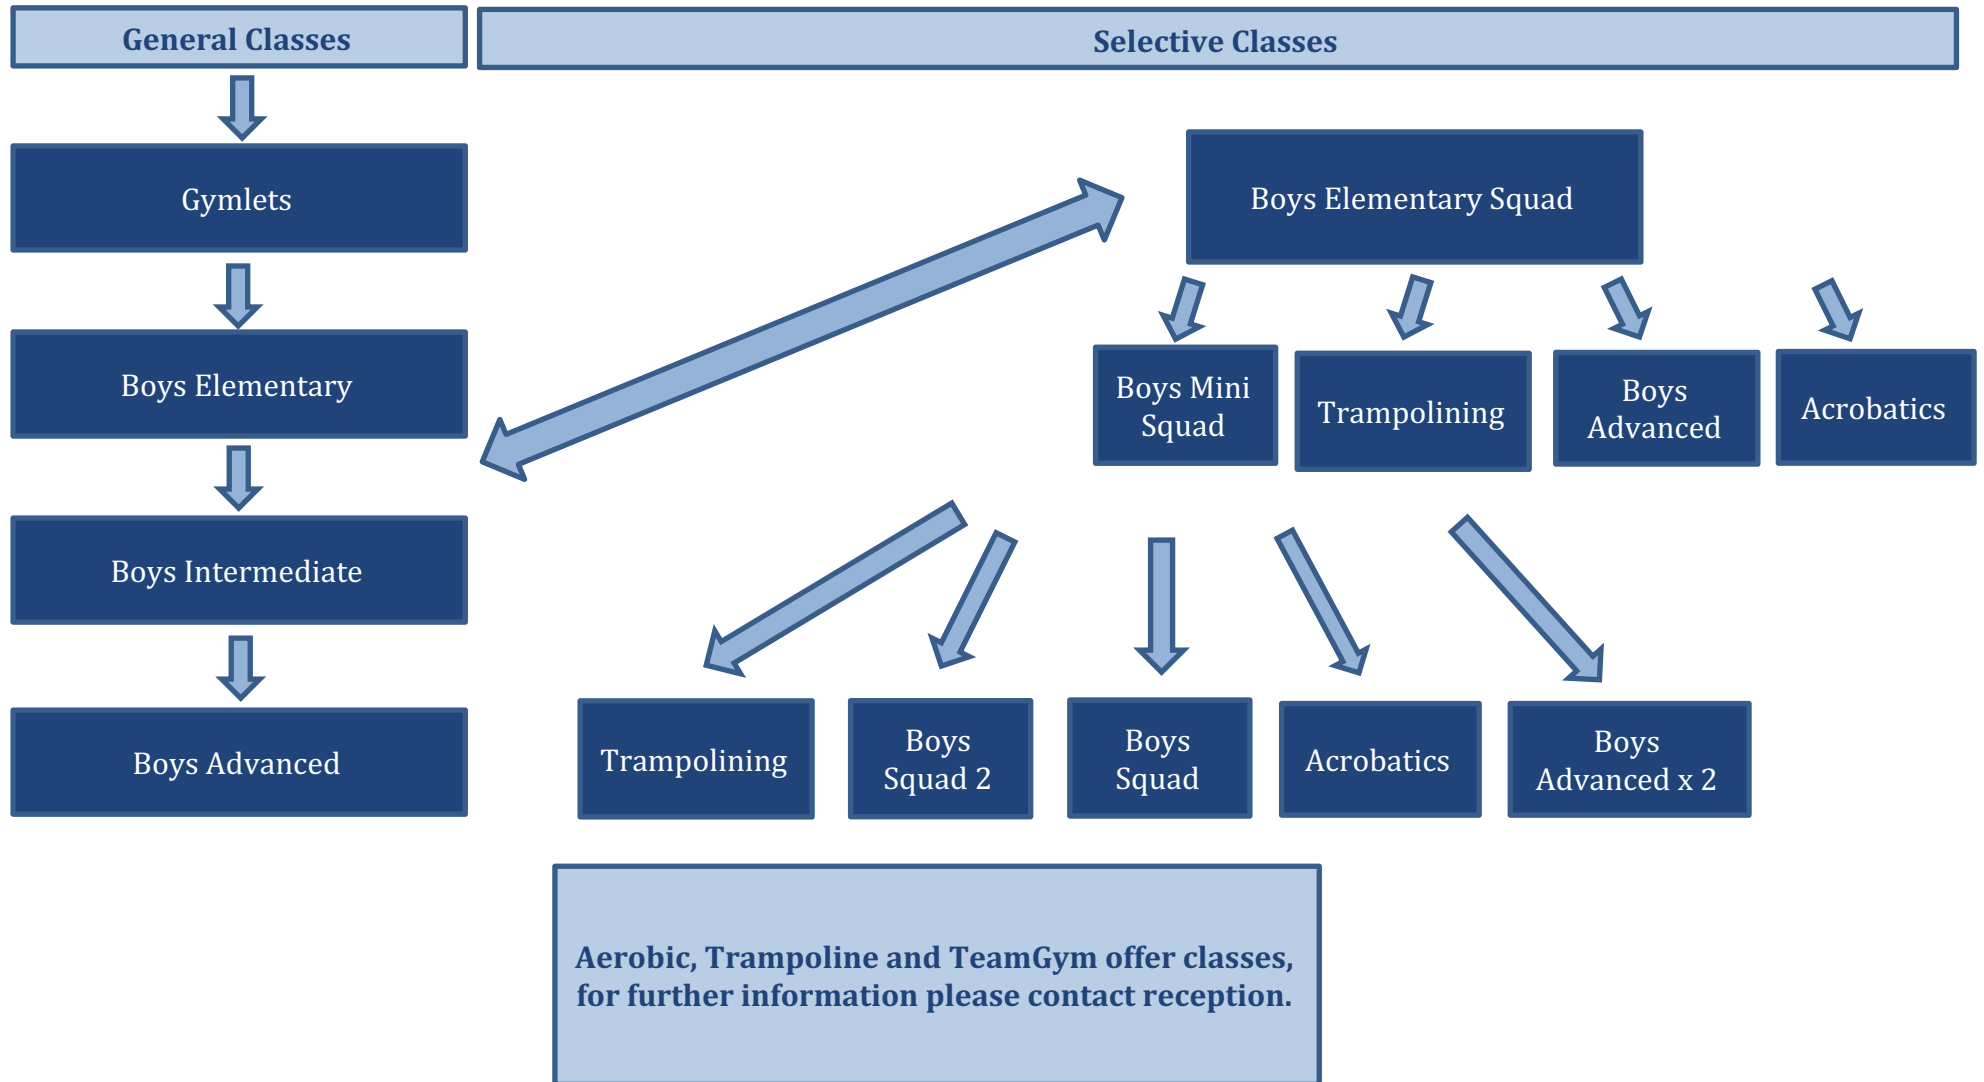 General Classes
Selective Classes
Gymlets
Boys Elementary Squad
Boys Elementary
Boys Mini
Squad
Trampolining
Boys
Advanced
Acrobatics
Boys Intermediate
Boys Advanced
Trampolining
Boys
Squad 2
Boys
Squad
Acrobatics
Boys
Advanced x 2
Aerobic, Trampoline and TeamGym offer classes,
for further information please contact reception.